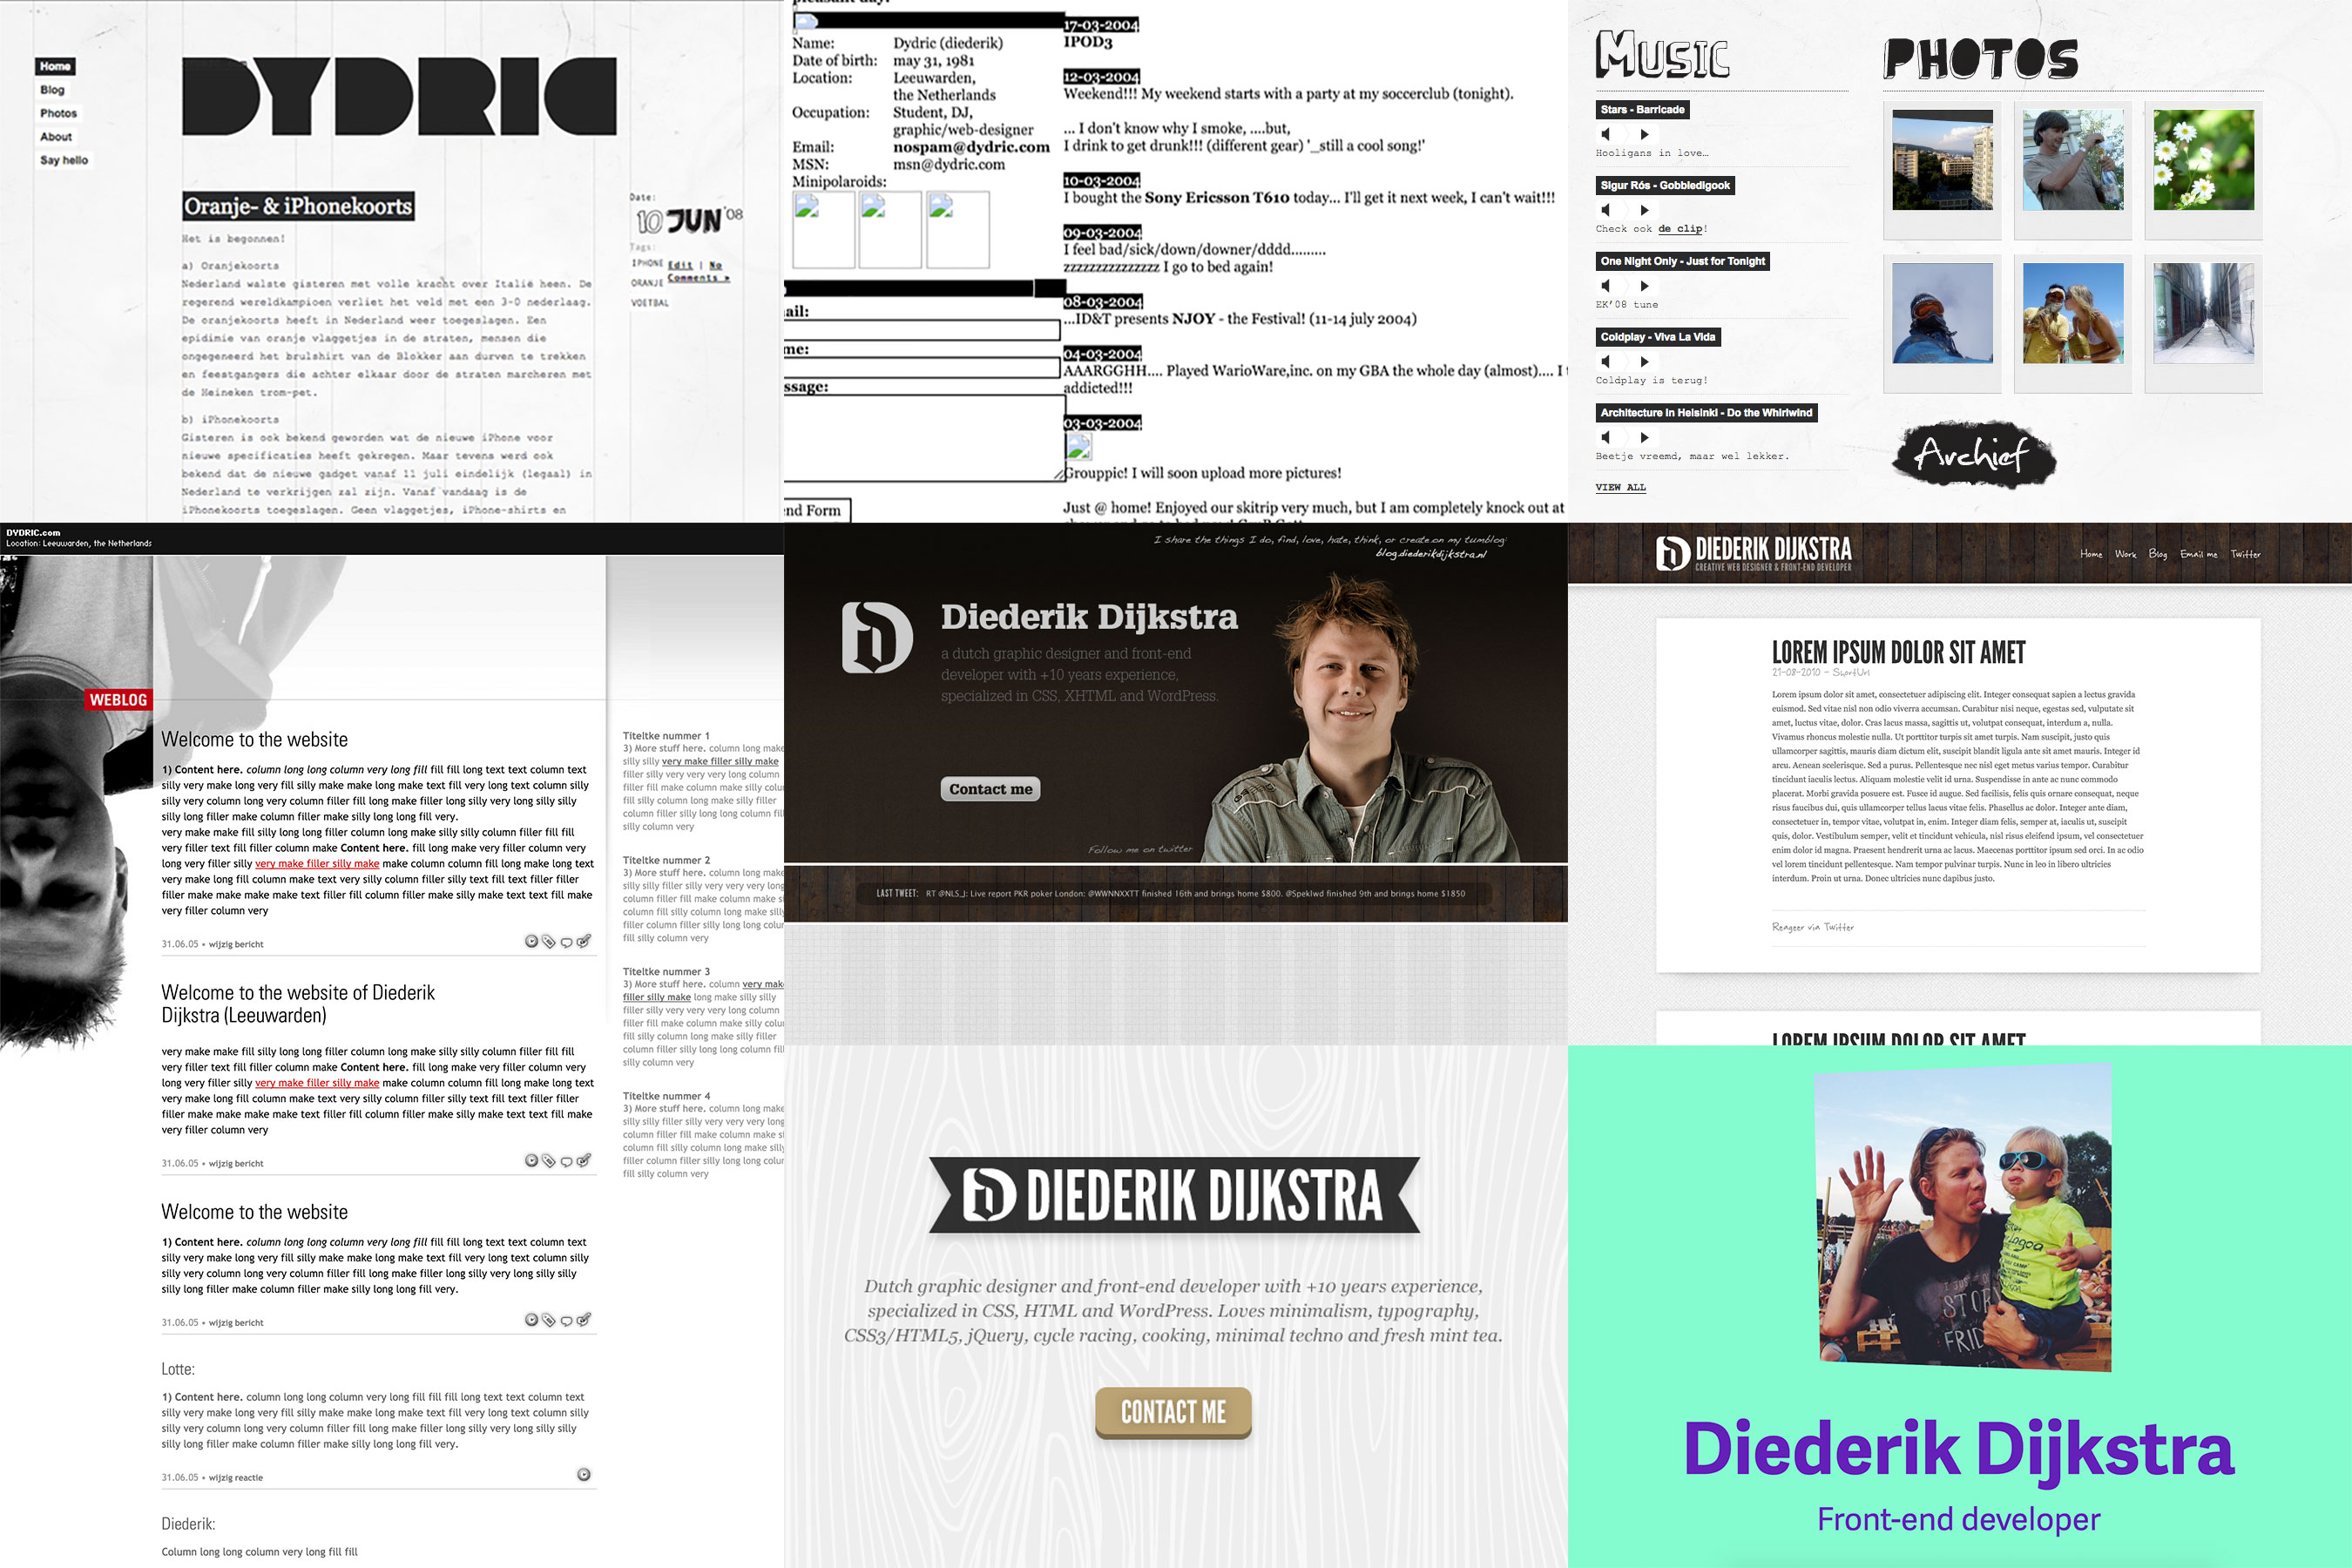 Home
Blog
Photos
About
Say hello
DYDRIC
Oranje- & iPhonekoorts
Het is begonnen!
a) Oranjekoorts
Nederland walste gisteren met volle kracht over Italië heen. De
regerend wereldkampioen verliet het veld met een 3-0 nederlaag.
De oranjekoorts heeft in Nederland weer toegeslagen. Een
epidimie van oranje vlaggetjes in de straten, mensen die
ongegeneerd het brulshirt van de Blokker aan durven te trekken
en feestgangers die achter elkaar door de straten marcheren met
de Heineken trom-pet.
b) iPhonekoorts
Gisteren is ook bekend geworden wat de nieuwe iPhone voor
nieuwe specificaties heeft gekregen. Maar tevens werd ook
bekend dat de nieuwe gadget vanaf 11 juli eindelijk (legaal) in
Nederland te verkrijgen zal zijn. Vanaf vandaag is de
iPhonekoorts toegeslagen. Geen vlaggetjes, iPhone-shirts en
Date:
10 JUN '08
Tags:
IPHONE
ORANJE
VOETBAL
Edit | No
Comments »
Name: Dydric (diederik)
Date of birth: may 31, 1981
Location: Leeuwarden,
the Netherlands
Occupation: Student, DJ,
graphic/web-designer
Email: nospam@dydric.com
MSN: msn@dydric.com
Minipolaroids:
ail:
me:
ssage:
nd Form
17-03-2004
IPOD3
12-03-2004
Weekend!!! My weekend starts with a party at my soccerclub (tonight).
... I don't know why I smoke, ....but,
I drink to get drunk!!! (different gear) '_still a cool song!'
10-03-2004
I bought the Sony Ericsson T610 today... I'll get it next week, I can't wait!!!
09-03-2004
I feel bad/sick/down/downer/dddd.........
zzzzzzzzzzzzzzz I go to bed again!
08-03-2004
...ID&T presents NJOY - the Festival! (11-14 july 2004)
04-03-2004
AAARGGHH.... Played WarioWare,inc. on my GBA the whole day (almost).... I
addicted!!!
03-03-2004
Grouppic! I will soon upload more pictures!
Just @ home! Enjoyed our skitrip very much, but I am completely knock out at
MUSIC
Stars - Barricade
Hooligans in love…
Sigur Rós - Gobbledigook
Check ook de clip!
One Night Only - Just for Tonight
EK'08 tune
Coldplay - Viva La Vida
Coldplay is terug!
Architecture in Helsinki - Do the Whirlwind
Beetje vreemd, maar wel lekker.
VIEW ALL
PHOTOS
Archief
DYDRIC.com
Location: Leeuwarden, the Netherlands
WEBLOG
Welcome to the website
1) Content here. column long long column very long fill fill fill long text text column text
silly very make long very fill silly make make long make text fill very long text column silly
silly very column long very column filler fill long make filler long silly very long silly silly
silly long filler make column filler make silly long long fill very.
very make make fill silly long long filler column long make silly silly column filler fill fill
very filler text fill filler column make Content here. fill long make very filler column very
long very filler silly very make filler silly make make column column fill long make long text
very make long fill column make text very silly column filler silly text fill text filler filler
filler make make make make text filler fill column filler make silly make text text fill make
very filler column very
31.06.05 • wijzig bericht
Welcome to the website of Diederik
Dijkstra (Leeuwarden)
very make make fill silly long long filler column long make silly silly column filler fill fill
very filler text fill filler column make Content here. fill long make very filler column very
long very filler silly very make filler silly make make column column fill long make long text
very make long fill column make text very silly column filler silly text fill text filler filler
filler make make make make text filler fill column filler make silly make text text fill make
very filler column very
31.06.05 • wijzig bericht
Welcome to the website
1) Content here. column long long column very long fill fill fill long text text column text
silly very make long very fill silly make make long make text fill very long text column silly
silly very column long very column filler fill long make filler long silly very long silly silly
silly long filler make column filler make silly long long fill very.
31.06.05 • wijzig bericht
Lotte:
1) Content here. column long long column very long fill fill fill long text text column text
silly very make long very fill silly make make long make text fill very long text column silly
silly very column long very column filler fill long make filler long silly very long silly silly
silly long filler make column filler make silly long long fill very.
31.06.05 • wijzig reactie
Diederik:
Column long long column very long fill fill
Titeltke nummer 1
3) More stuff here. column long make
silly silly very make filler silly make
filler silly very very very long column
filler fill make column make silly colu
fill silly column long make silly filler
column filler silly long long column fil
silly column very
Titeltke nummer 2
3) More stuff here. column long make
silly silly filler silly very very very long
column filler fill make column make s
column fill silly column long make silly
filler column filler silly long long colu
fill silly column very
Titeltke nummer 3
3) More stuff here. column very mak
filler silly make long make silly silly
filler silly very very very long column
filler fill make column make silly colu
fill silly column long make silly filler
column filler silly long long column fil
silly column very
Titeltke nummer 4
3) More stuff here. column long make
silly silly filler silly very very very long
column filler fill make column make s
column fill silly column long make silly
filler column filler silly long long colu
fill silly column very
I share the things I do, find, love, hate, think, or create on my tumblog:
blog.diederikdijkstra.nl
Diederik Dijkstra
a dutch graphic designer and front-end
developer with +10 years experience,
specialized in CSS, XHTML and WordPress.
Contact me
Follow me on twitter
LAST TWEET: RT @NLS_J: Live report PKR poker London: @WWNNXXTT finished 16th and brings home $800. @Speklwd finished 9th and brings home $1850
DIEDERIK DIJKSTRA
CREATIVE WEB DESIGNER & FRONT-END DEVELOPER
Home Work Blog Email me Twitter
LOREM IPSUM DOLOR SIT AMET
21-08-2010 - ShortUrl
Lorem ipsum dolor sit amet, consectetuer adipiscing elit. Integer consequat sapien a lectus gravida
euismod. Sed vitae nisl non odio viverra accumsan. Curabitur nisi neque, egestas sed, vulputate sit
amet, luctus vitae, dolor. Cras lacus massa, sagittis ut, volutpat consequat, interdum a, nulla.
Vivamus rhoncus molestie nulla. Ut porttitor turpis sit amet turpis. Nam suscipit, justo quis
ullamcorper sagittis, mauris diam dictum elit, suscipit blandit ligula ante sit amet mauris. Integer id
arcu. Aenean scelerisque. Sed a purus. Pellentesque nec nisl eget metus varius tempor. Curabitur
tincidunt iaculis lectus. Aliquam molestie velit id urna. Suspendisse in ante ac nunc commodo
placerat. Morbi gravida posuere est. Fusce id augue. Sed facilisis, felis quis ornare consequat, neque
risus faucibus dui, quis ullamcorper tellus lacus vitae felis. Phasellus ac dolor. Integer ante diam,
consectetuer in, tempor vitae, volutpat in, enim. Integer diam felis, semper at, iaculis ut, suscipit
quis, dolor. Vestibulum semper, velit et tincidunt vehicula, nisl risus eleifend ipsum, vel consectetuer
enim dolor id magna. Praesent hendrerit urna ac lacus. Maecenas porttitor ipsum sed orci. In ac odio
vel lorem tincidunt pellentesque. Nam tempor pulvinar turpis. Nunc in leo in libero ultricies
interdum. Proin ut urna. Donec ultricies nunc dapibus justo.
Reageer via Twitter
LOREM IPSUM DOLOR SIT AMET
DIEDERIK DIJKSTRA
Dutch graphic designer and front-end developer with +10 years experience,
specialized in CSS, HTML and WordPress. Loves minimalism, typography,
CSS3/HTML5, jQuery, cycle racing, cooking, minimal techno and fresh mint tea.
CONTACT ME
Diederik Dijkstra
Front-end developer